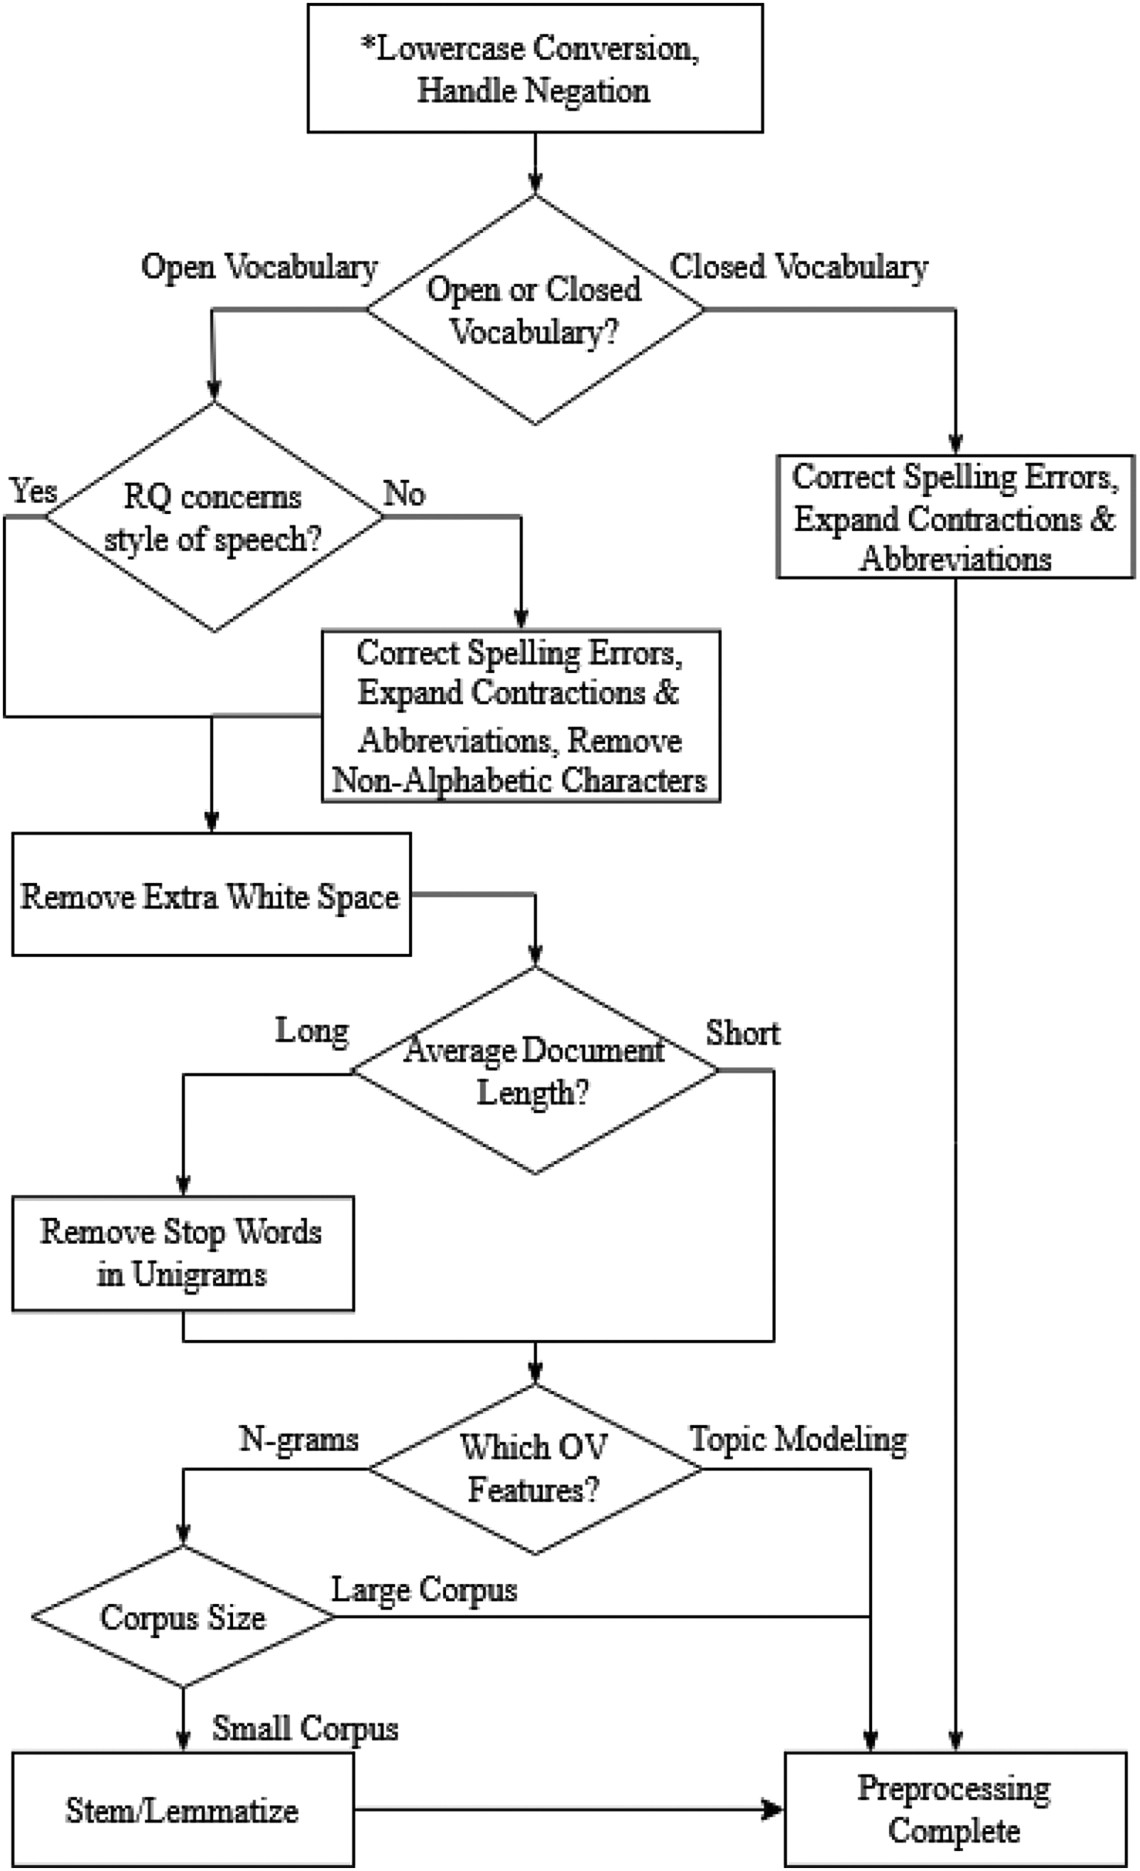 *Lowercase Conversion,
Handle Negation
Open Vocabulary
Closed Vocabulary
Open or Closed
Vocabulary?
Yes
RQ concerns
style of speech?
No
Correct Spelling Errors,
Expand Contractions &
Abbreviations
Correct Spelling Errors,
Expand Contractions &
Abbreviations, Remove
Non-Alphabetic Characters
Remove Extra White Space
Long
Short
Average Document
Length?
Remove Stop Words
in Unigrams
N-grams
Topic Modeling
Which OV
Features?
Large Corpus
Corpus Size
Small Corpus
Stem/Lemmatize
Preprocessing
Complete